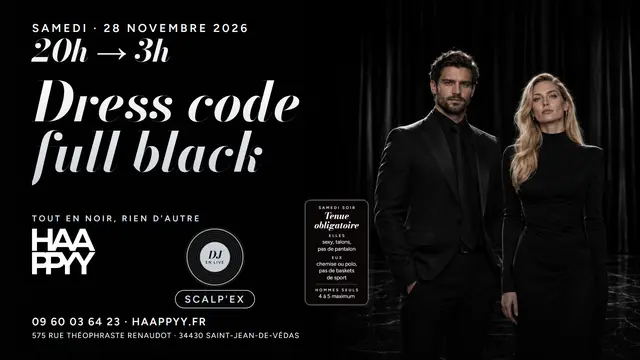 SAMEDI · 28 NOVEMBRE 2026
20h → 3h
Dress code
full black
TOUT EN NOIR, RIEN D'AUTRE
HAA
PPYY
DJ
EN LIVE
SCALP'EX
SAMEDI SOIR
Tenue
obligatoire
ELLES
sexy, talons,
pas de pantalon
EUX
chemise ou polo,
pas de baskets
de sport
HOMMES SEULS
4 à 5 maximum
09 60 03 64 23 · HAAPPYY.FR
575 RUE THÉOPHRASTE RENAUDOT · 34430 SAINT-JEAN-DE-VÉDAS